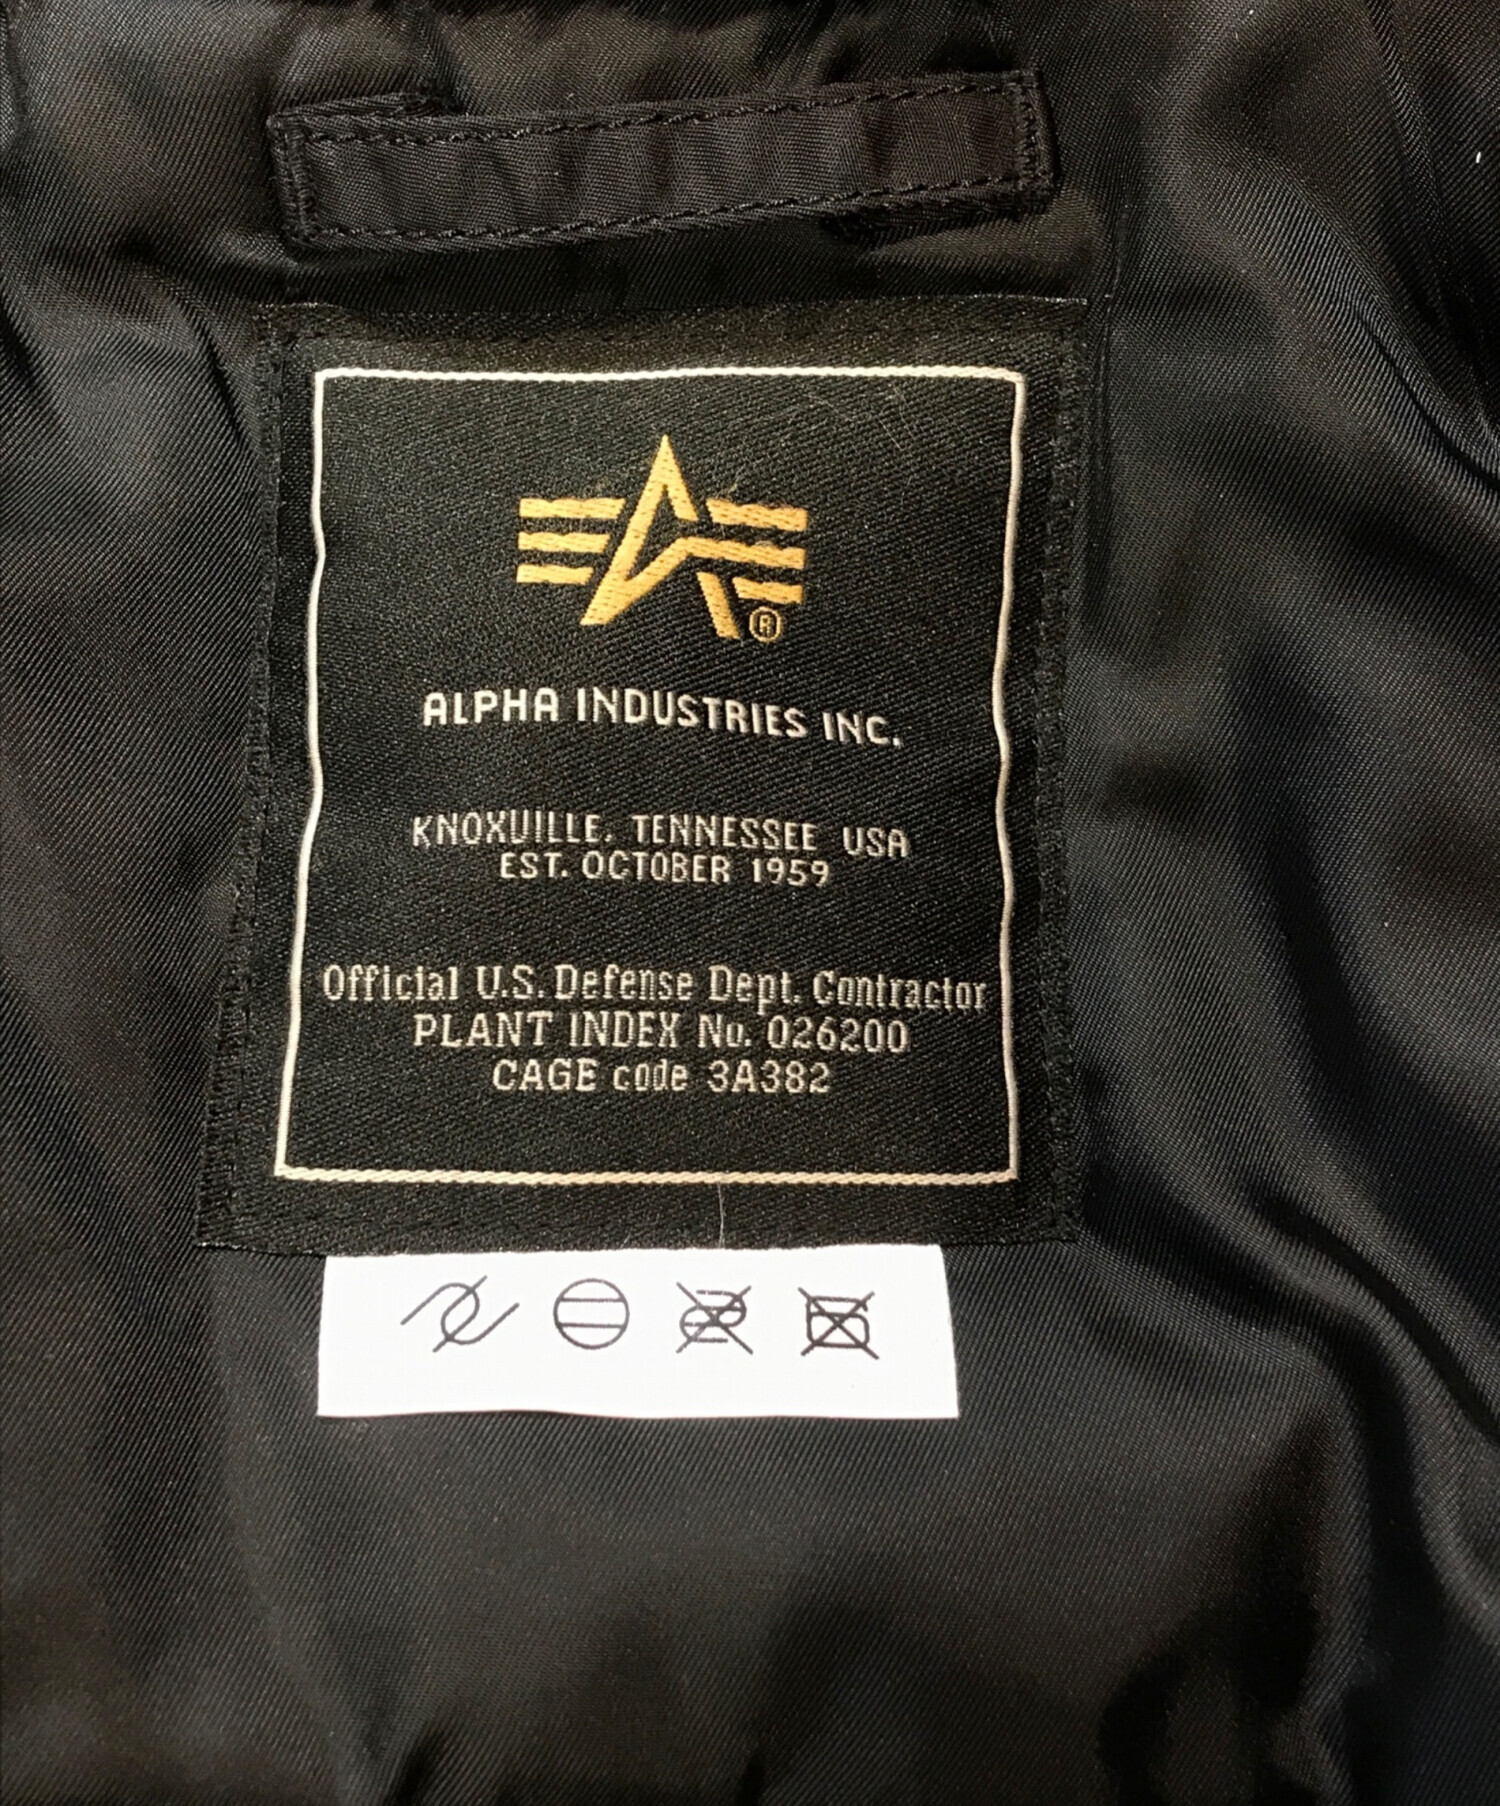 ®
ALPHA INDUSTRIES INC.
KNOXVILLE, TENNESSEE USA
EST. OCTOBER 1959
Official U.S. Defense Dept. Contractor
PLANT INDEX No. 026200
CAGE code 3A382